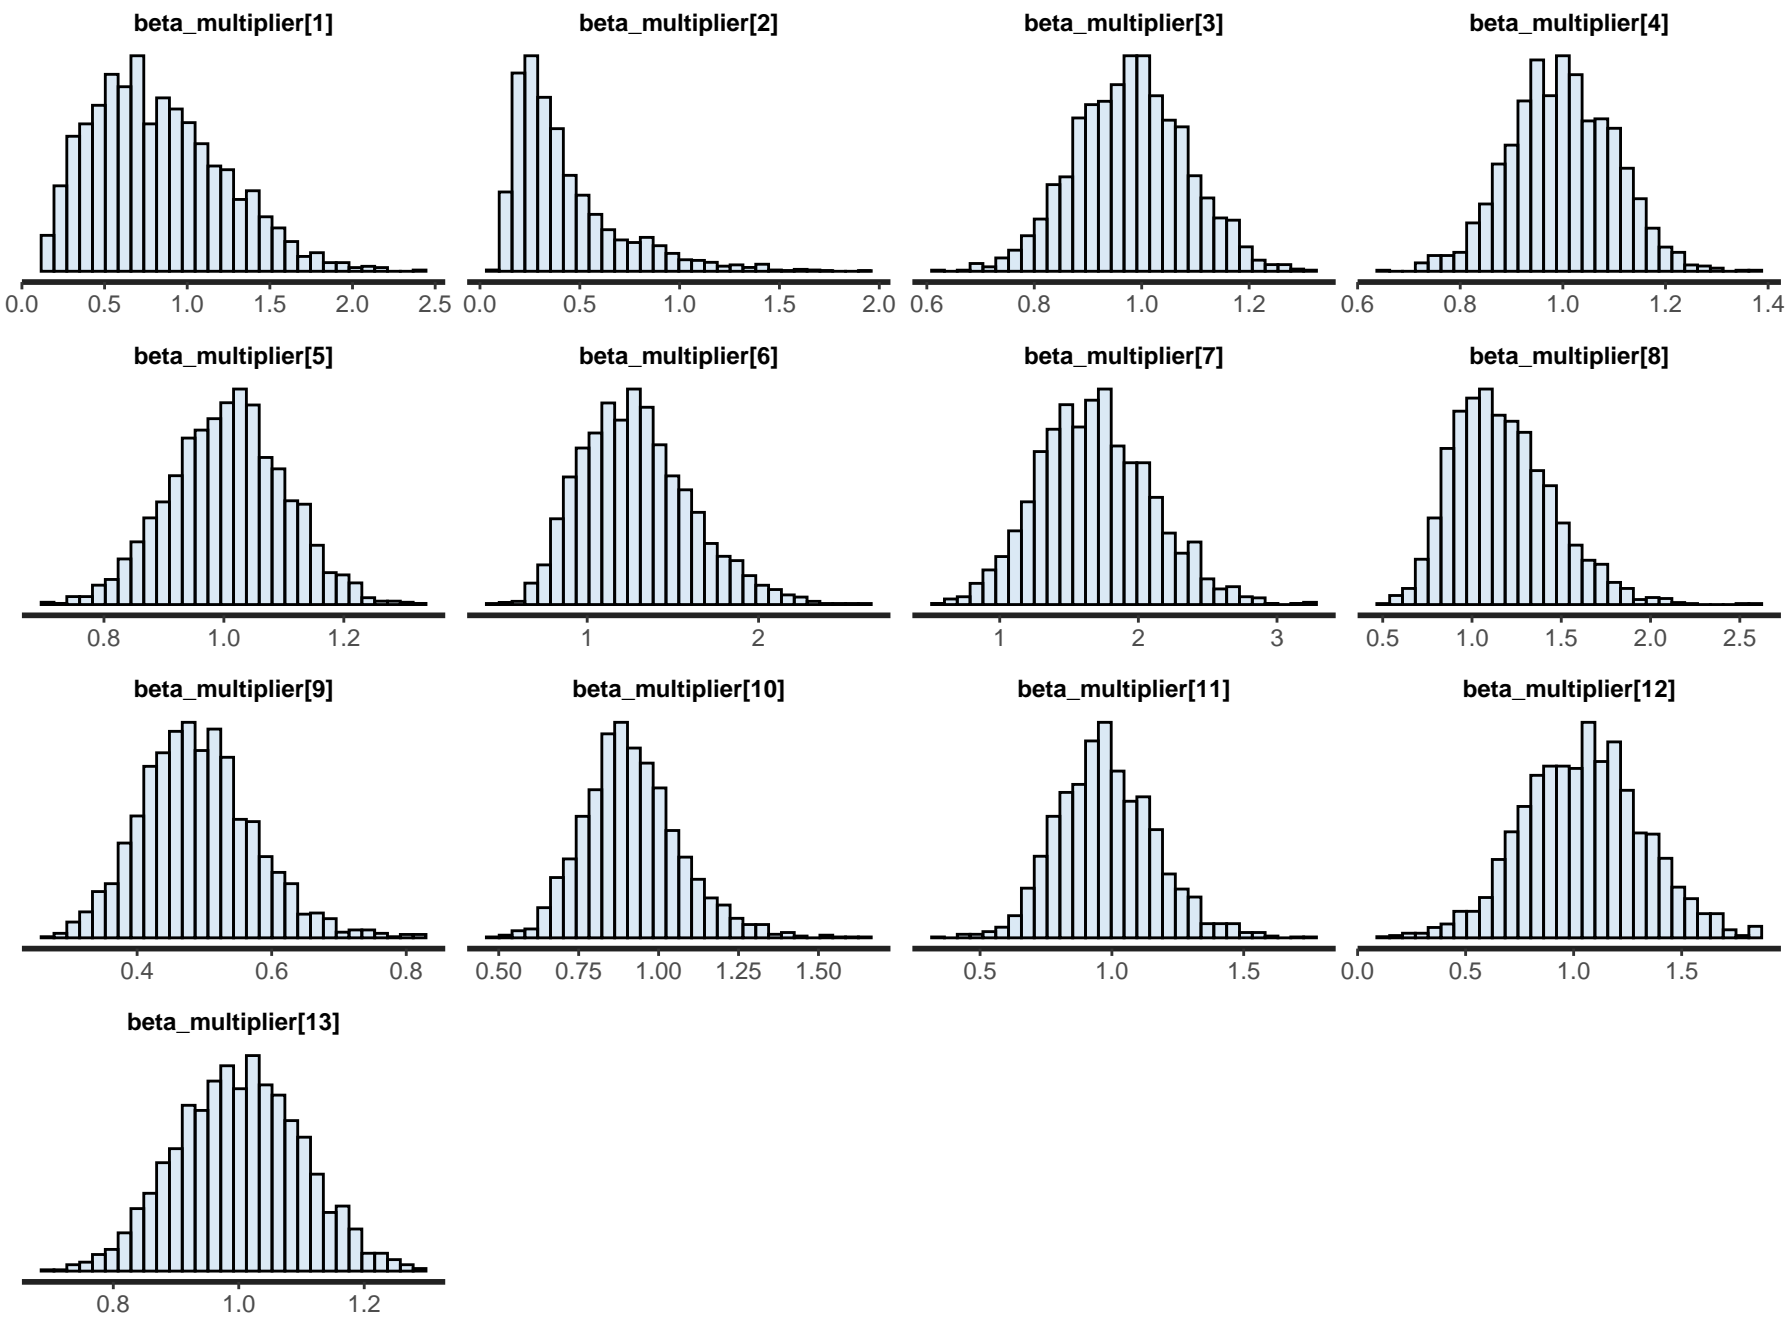 beta_multiplier[1] beta_multiplier[2] beta_multiplier[3] beta_multiplier[4]
0.0 0.5 1.0 1.5 2.0 2.5 0.0 0.5 1.0 1.5 2.0 0.6 0.8 1.0 1.2 0.6 0.8 1.0 1.2 1.4
beta_multiplier[5] beta_multiplier[6] beta_multiplier[7] beta_multiplier[8]
0.8 1.0 1.2 1 2 1 2 3 0.5 1.0 1.5 2.0 2.5
beta_multiplier[9] beta_multiplier[10] beta_multiplier[11] beta_multiplier[12]
0.4 0.6 0.8 0.50 0.75 1.00 1.25 1.50 0.5 1.0 1.5 0.0 0.5 1.0 1.5
beta_multiplier[13]
0.8 1.0 1.2